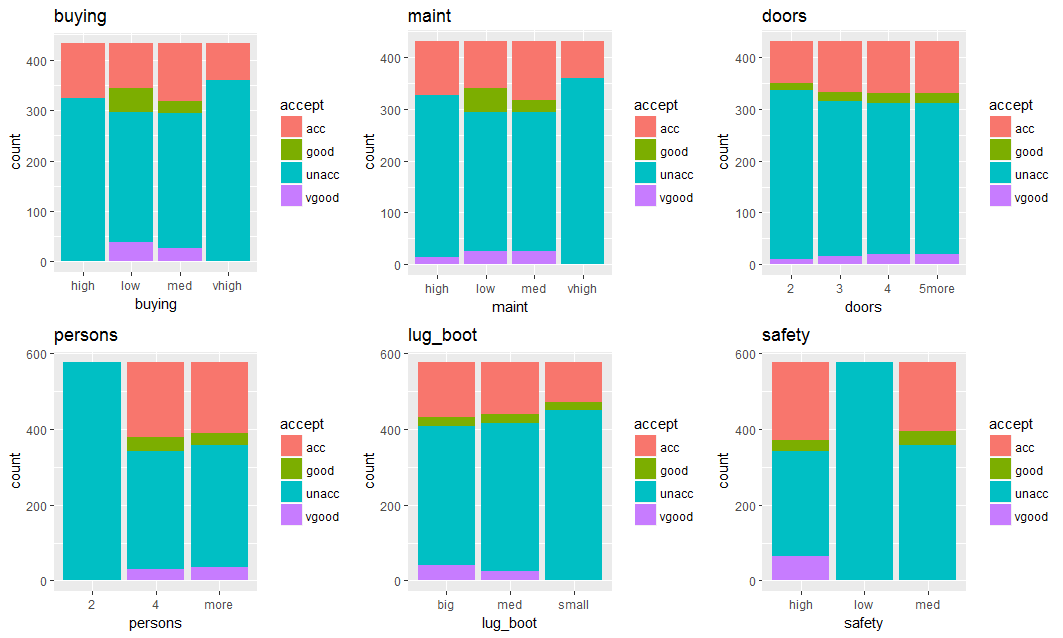 buying
count
400
300
200
100
0
high low med vhigh
buying
accept
acc
good
unacc
vgood
maint
count
400
300
200
100
0
high low med vhigh
maint
accept
acc
good
unacc
vgood
doors
count
400
300
200
100
0
2 3 4 5more
doors
accept
acc
good
unacc
vgood
persons
count
600
400
200
0
2 4 more
persons
accept
acc
good
unacc
vgood
lug_boot
count
600
400
200
0
big med small
lug_boot
accept
acc
good
unacc
vgood
safety
count
600
400
200
0
high low med
safety
accept
acc
good
unacc
vgood